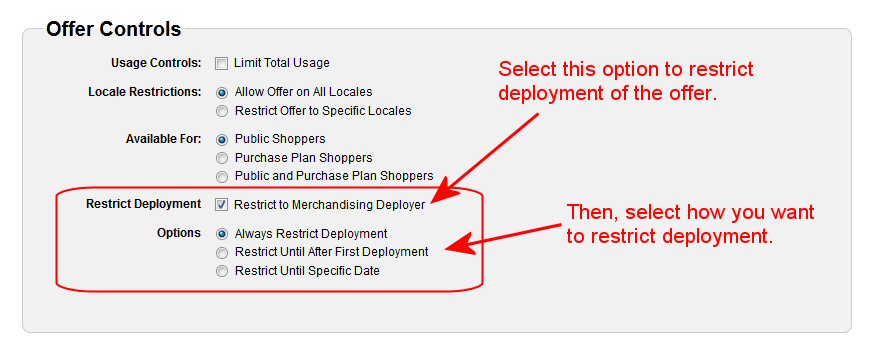 Offer Controls
Usage Controls: Limit Total Usage
Select this option to restrict
deployment of the offer.
Locale Restrictions: Allow Offer on All Locales
Restrict Offer to Specific Locales
Available For: Public Shoppers
Purchase Plan Shoppers
Public and Purchase Plan Shoppers
Restrict Deployment Restrict to Merchandising Deployer
Then, select how you want
to restrict deployment.
Options Always Restrict Deployment
Restrict Until After First Deployment
Restrict Until Specific Date